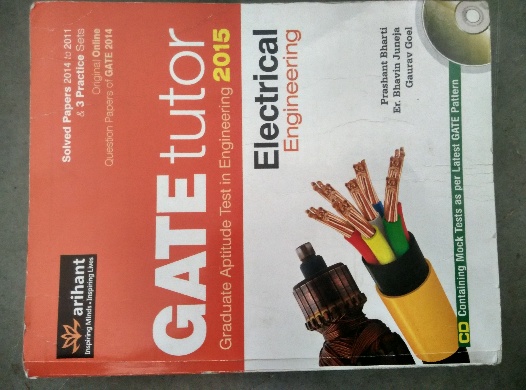 Solved Papers 2014 to 2011
& 3 Practice Sets
Original Online
Question Papers of GATE 2014
GATE tutor
Graduate Aptitude Test in Engineering 2015
Electrical
Engineering
Prashant Bharti
Er. Bhavin Juneja
Gaurav Goel
arihant
Inspiring Minds • Inspiring Lives
CD Containing Mock Tests as per Latest GATE Pattern